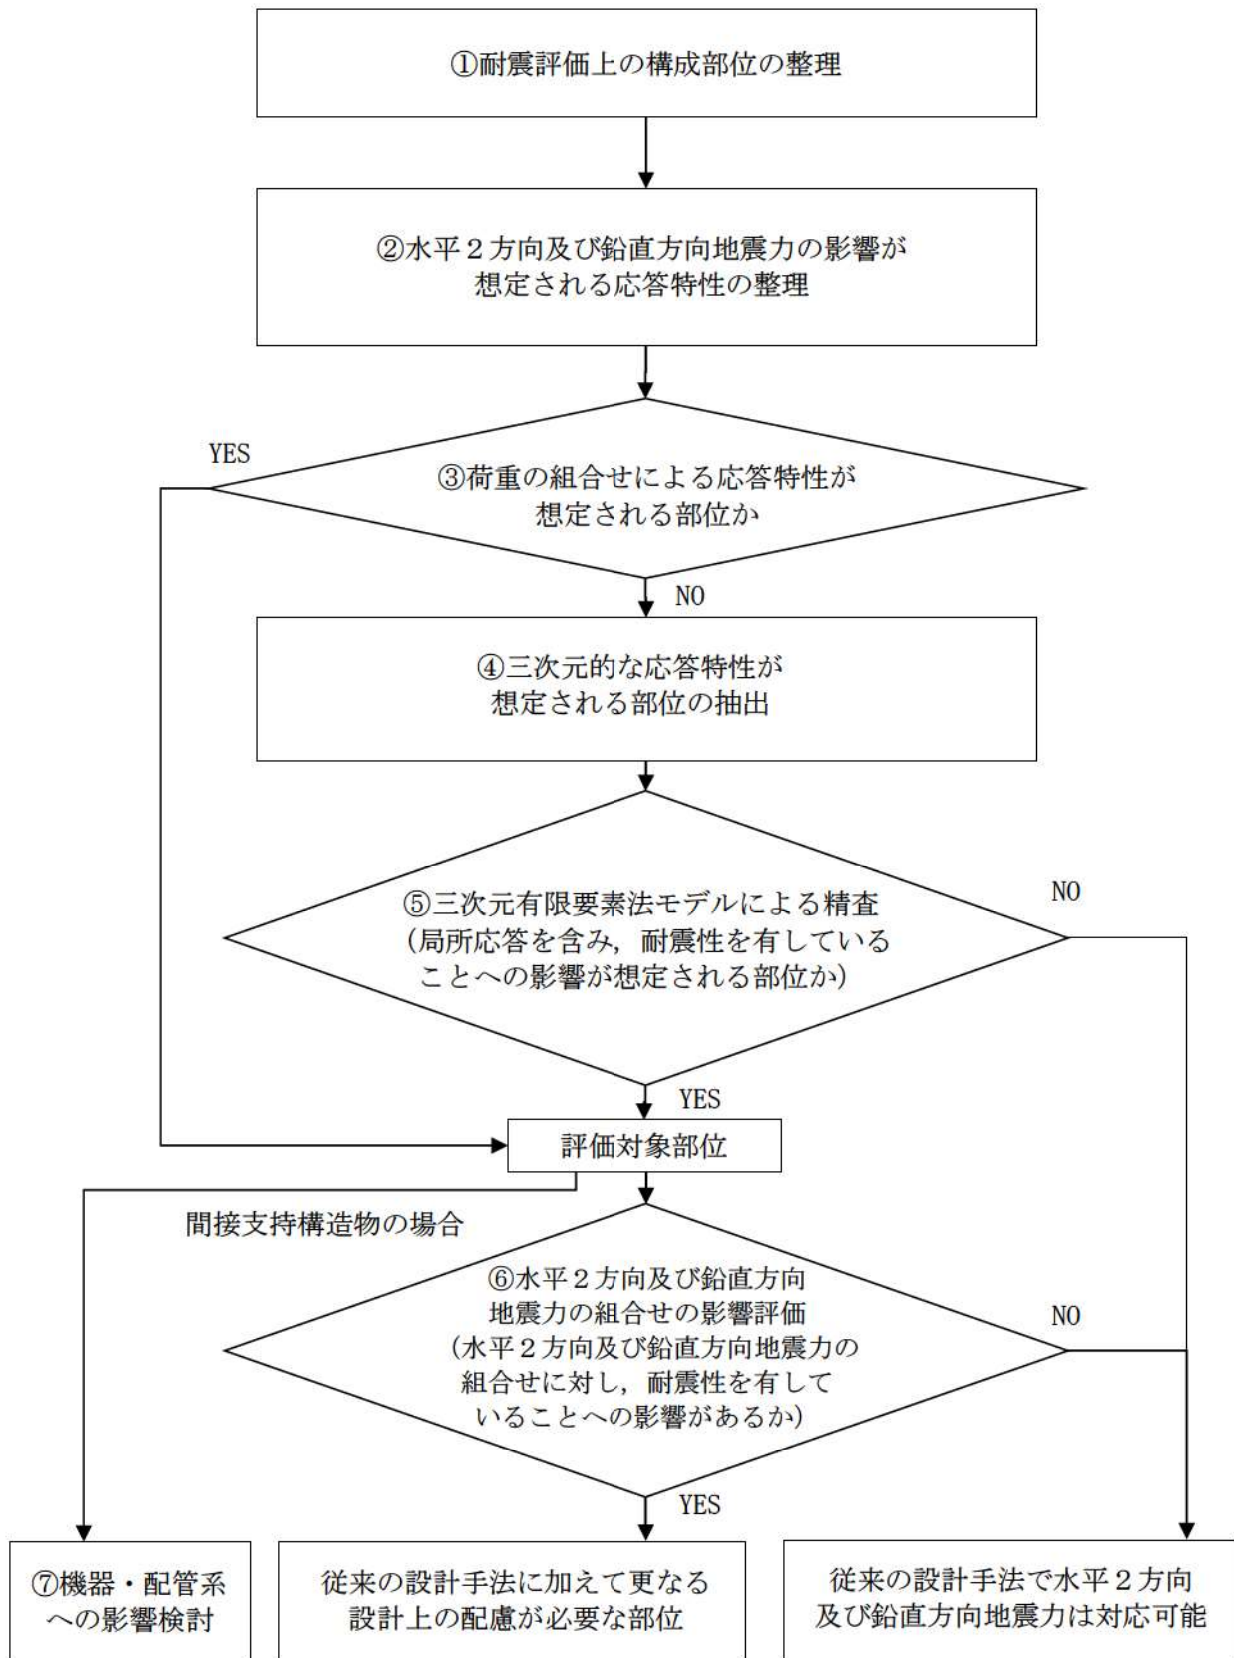 ①耐震評価上の構成部位の整理
②水平２方向及び鉛直方向地震力の影響が
想定される応答特性の整理
YES
③荷重の組合せによる応答特性が
想定される部位か
NO
④三次元的な応答特性が
想定される部位の抽出
⑤三次元有限要素法モデルによる精査
（局所応答を含み，耐震性を有している
ことへの影響が想定される部位か）
NO
YES
評価対象部位
間接支持構造物の場合
⑥水平２方向及び鉛直方向
地震力の組合せの影響評価
（水平２方向及び鉛直方向地震力の
組合せに対し，耐震性を有して
いることへの影響があるか）
NO
YES
⑦機器・配管系
への影響検討
従来の設計手法に加えて更なる
設計上の配慮が必要な部位
従来の設計手法で水平２方向
及び鉛直方向地震力は対応可能